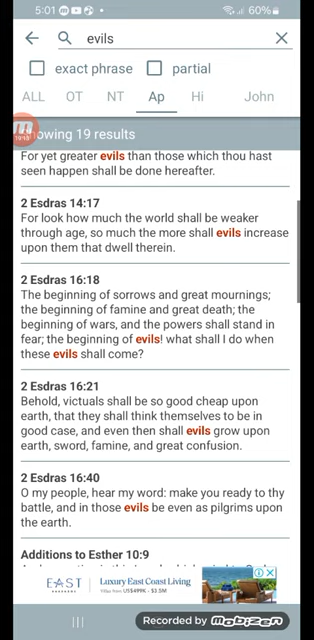 5:01 60%
evils
exact phrase partial
ALL OT NT Ap Hi John
howing 19 results
19:18
For yet greater evils than those which thou hast
seen happen shall be done hereafter.
2 Esdras 14:17
For look how much the world shall be weaker
through age, so much the more shall evils increase
upon them that dwell therein.
2 Esdras 16:18
The beginning of sorrows and great mournings;
the beginning of famine and great death; the
beginning of wars, and the powers shall stand in
fear; the beginning of evils! what shall I do when
these evils shall come?
2 Esdras 16:21
Behold, victuals shall be so good cheap upon
earth, that they shall think themselves to be in
good case, and even then shall evils grow upon
earth, sword, famine, and great confusion.
2 Esdras 16:40
O my people, hear my word: make you ready to thy
battle, and in those evils be even as pilgrims upon
the earth.
Additions to Esther 10:9
EAST Luxury East Coast Living
Villas from US$499K - $3.5M
Recorded by mobizen